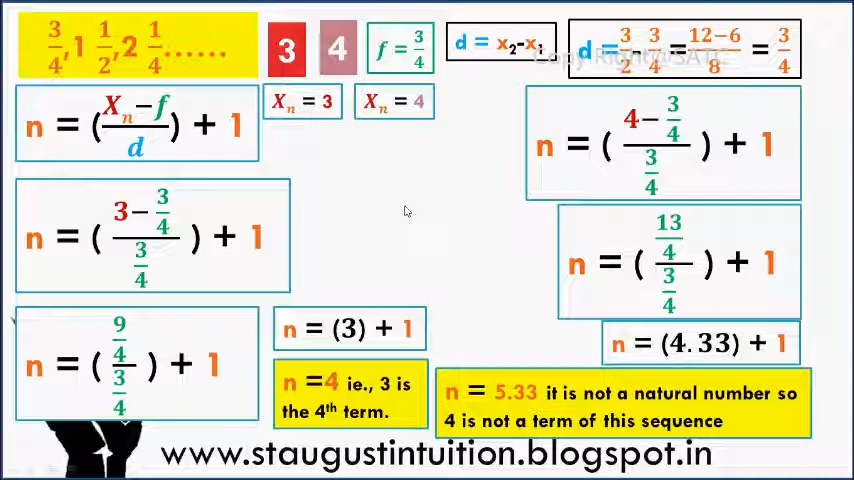 3/4, 1 1/2, 2 1/4......
3
4
f = 3/4
d = x₂-x₁
d = 3/2 - 3/4 = 12−6/8 = 3/4
Copy Right@SATC
n = (Xₙ−f/d) + 1
Xₙ = 3
Xₙ = 4
n = (4− 3/4 / 3/4) + 1
n = (3− 3/4 / 3/4) + 1
n = (13/4 / 3/4) + 1
n = (9/4 / 3/4) + 1
n = (3) + 1
n = (4.33) + 1
n =4 ie., 3 is
the 4th term.
n = 5.33 it is not a natural number so
4 is not a term of this sequence
www.staugustintuition.blogspot.in